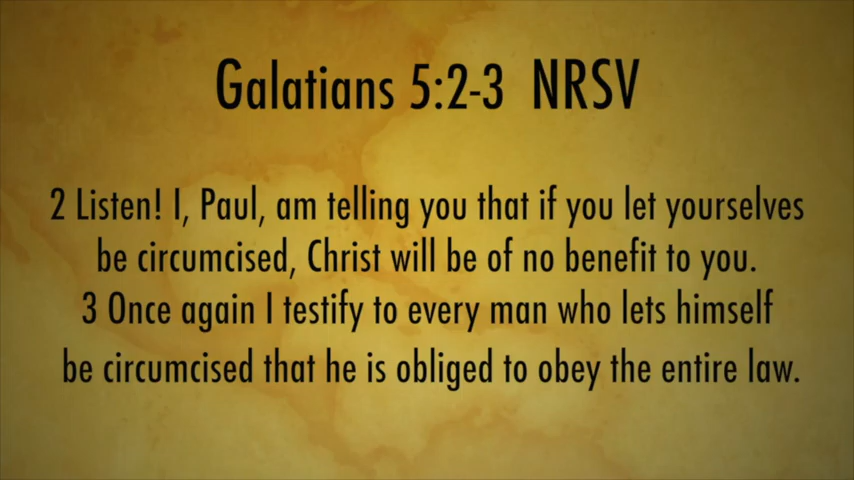 Galatians 5:2-3 NRSV
2 Listen! I, Paul, am telling you that if you let yourselves
be circumcised, Christ will be of no benefit to you.
3 Once again I testify to every man who lets himself
be circumcised that he is obliged to obey the entire law.